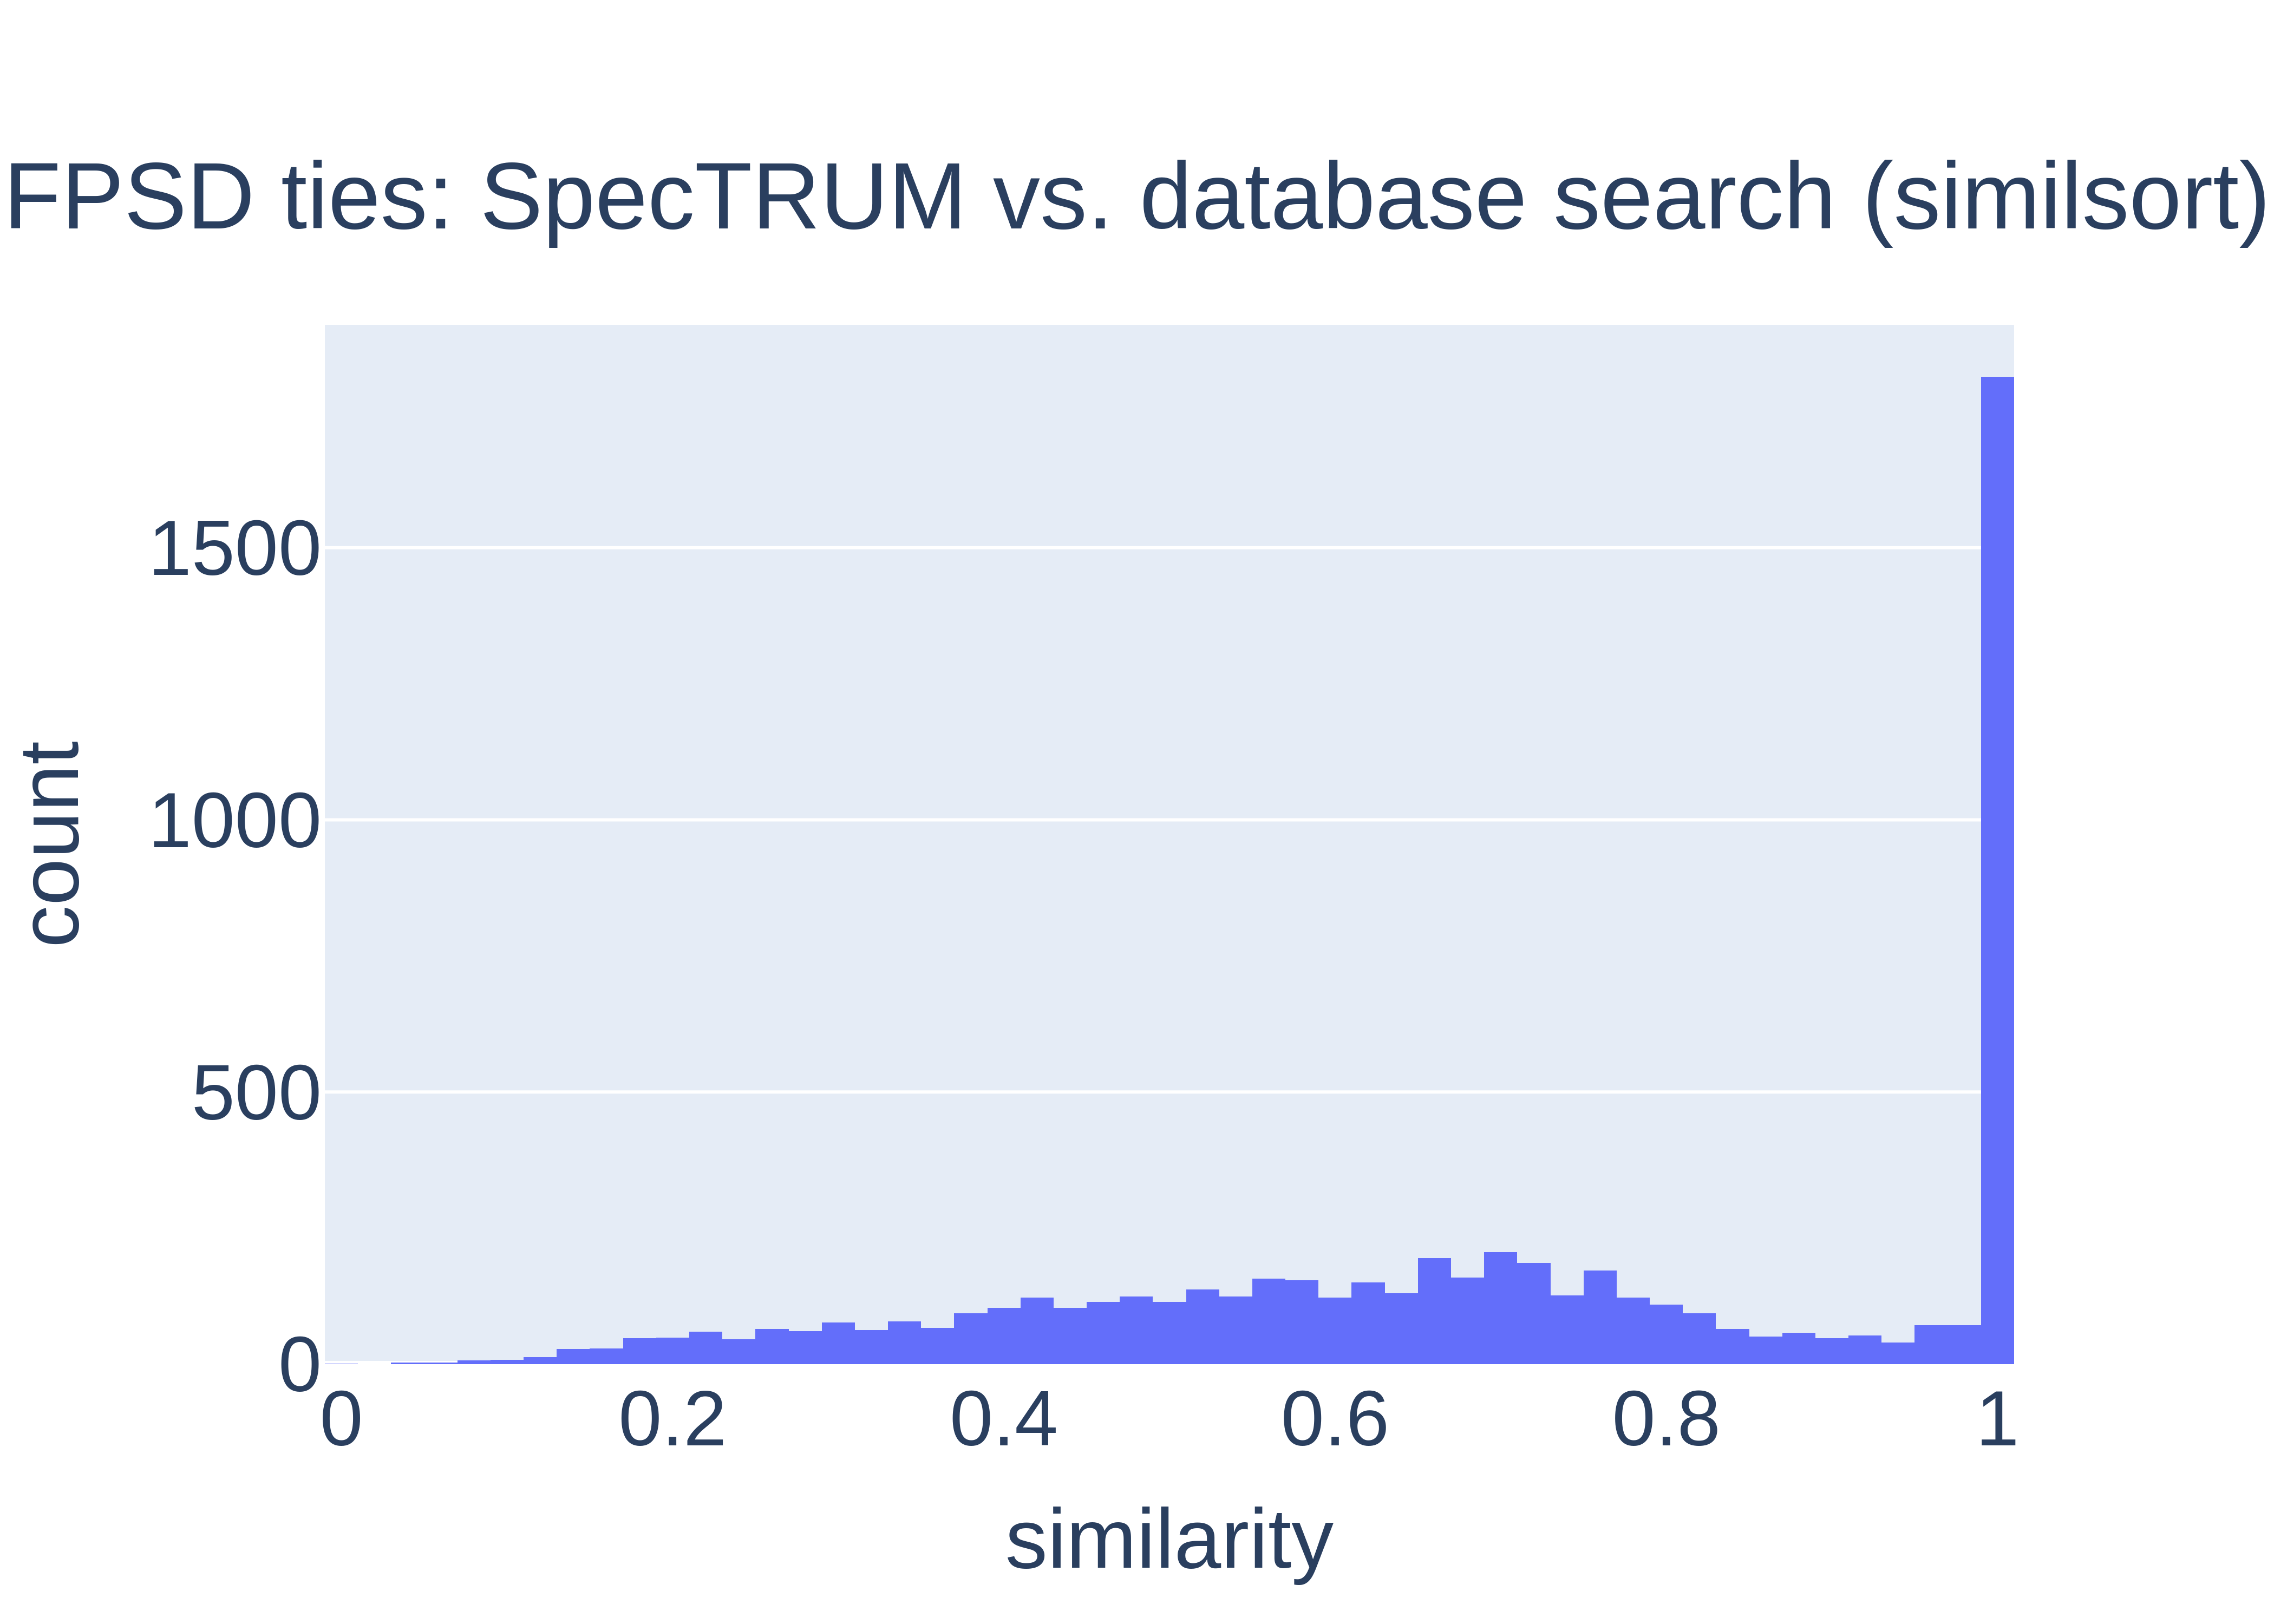 FPSD ties: SpecTRUM vs. database search (similsort)
1500
1000
500
0
count
0 0.2 0.4 0.6 0.8 1
similarity